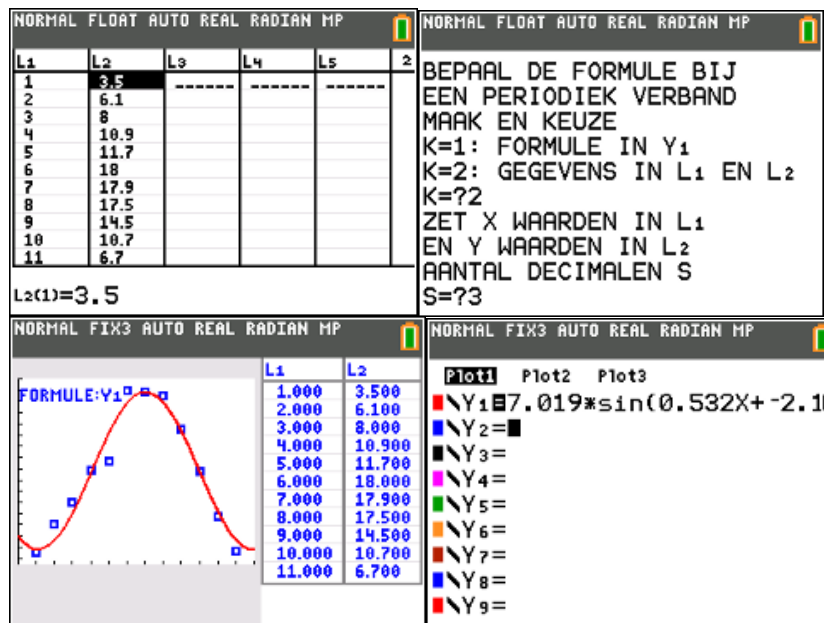 NORMAL FLOAT AUTO REAL RADIAN MP
L1 L2 L3 L4 L5 2
1 3.5 ------ ------ ------
2 6.1
3 8
4 10.9
5 11.7
6 18
7 17.9
8 17.5
9 14.5
10 10.7
11 6.7
L2(1)=3.5
NORMAL FLOAT AUTO REAL RADIAN MP
BEPAAL DE FORMULE BIJ
EEN PERIODIEK VERBAND
MAAK EN KEUZE
K=1: FORMULE IN Y1
K=2: GEGEVENS IN L1 EN L2
K=?2
ZET X WAARDEN IN L1
EN Y WAARDEN IN L2
AANTAL DECIMALEN S
S=?3
NORMAL FIX3 AUTO REAL RADIAN MP
FORMULE:Y1
L1 L2
1.000 3.500
2.000 6.100
3.000 8.000
4.000 10.900
5.000 11.700
6.000 18.000
7.000 17.900
8.000 17.500
9.000 14.500
10.000 10.700
11.000 6.700
NORMAL FIX3 AUTO REAL RADIAN MP
Plot1 Plot2 Plot3
\Y1=7.019*sin(0.532X+-2.1
\Y2=
\Y3=
\Y4=
\Y5=
\Y6=
\Y7=
\Y8=
\Y9=